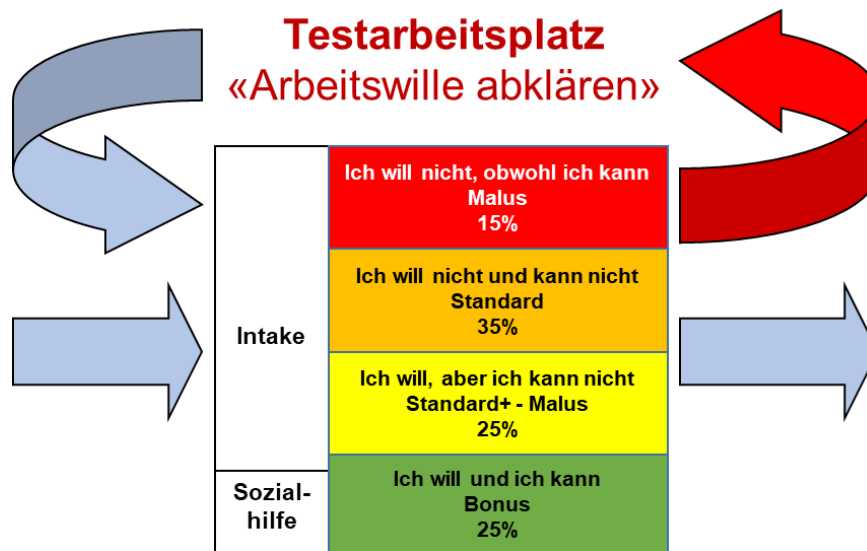 Testarbeitsplatz
«Arbeitswille abklären»
Ich will nicht, obwohl ich kann
Malus
15%
Ich will nicht und kann nicht
Standard
35%
Intake
Ich will, aber ich kann nicht
Standard+ - Malus
25%
Sozial-
hilfe
Ich will und ich kann
Bonus
25%